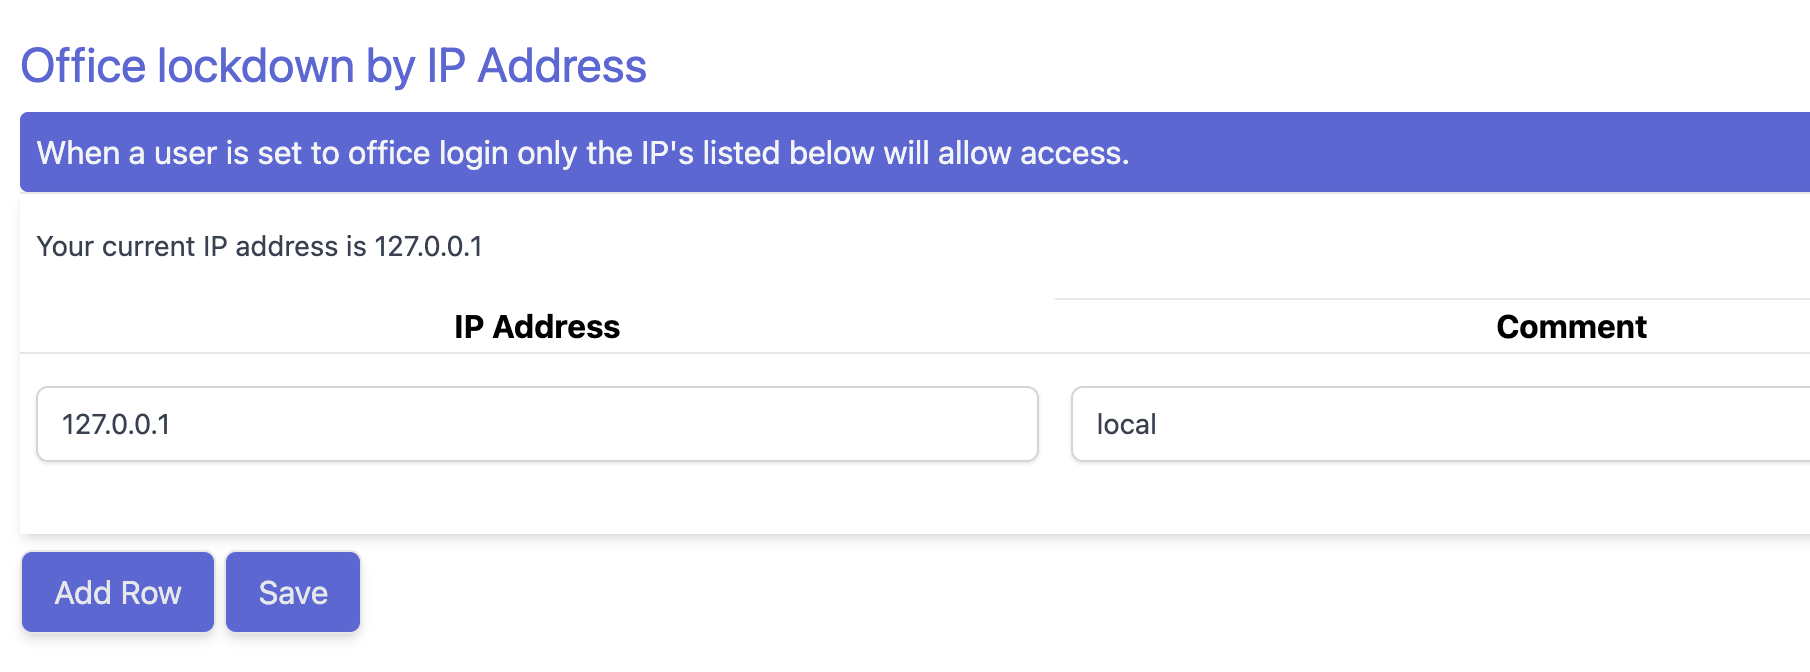 Office lockdown by IP Address
When a user is set to office login only the IP's listed below will allow access.
Your current IP address is 127.0.0.1
IP Address Comment
127.0.0.1 local
Add Row Save